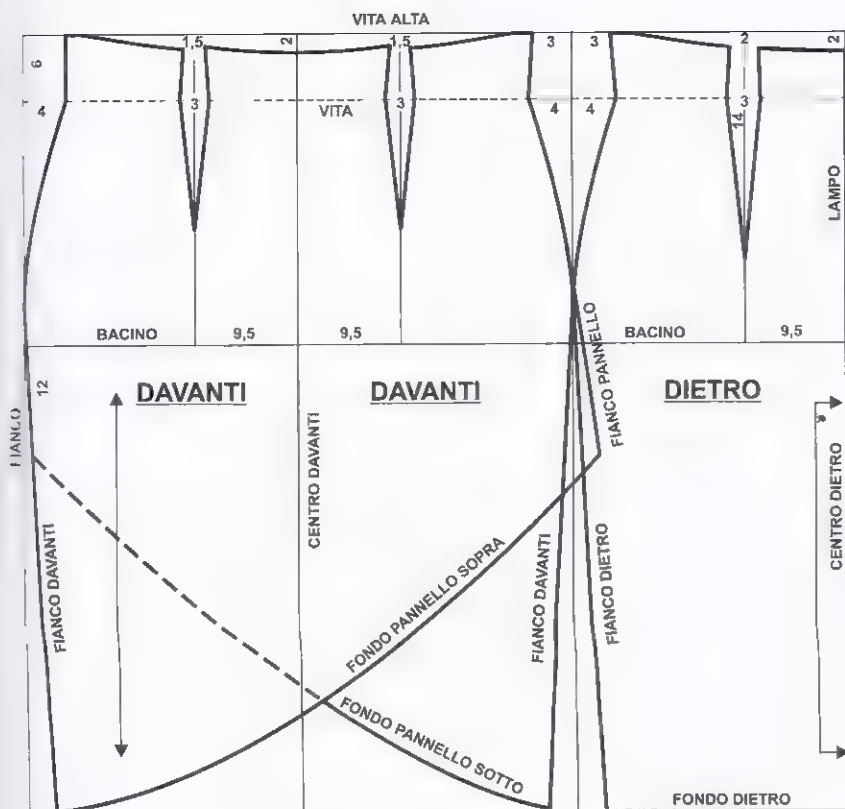 VITA ALTA
1,5
2
1,5
3
3
2
2
6
4
3
VITA
3
4
4
3
14
LAMPO
BACINO
9,5
9,5
FIANCO PANNELLO
BACINO
9,5
12
DAVANTI
DAVANTI
DIETRO
FIANCO
CENTRO DAVANTI
CENTRO DIETRO
FIANCO DAVANTI
FONDO PANNELLO SOPRA
FIANCO DAVANTI
FIANCO DIETRO
FONDO PANNELLO SOTTO
FONDO DIETRO